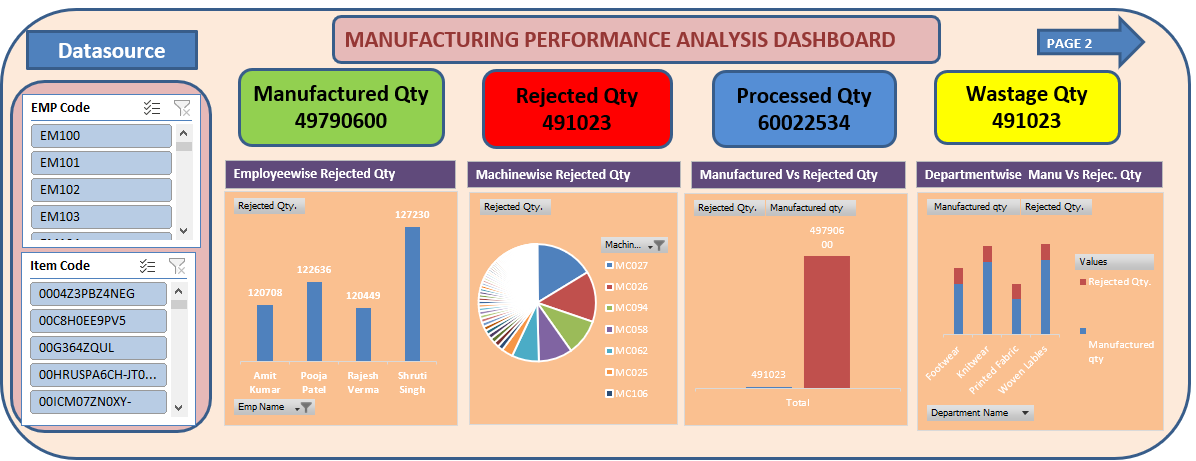 MANUFACTURING PERFORMANCE ANALYSIS DASHBOARD
Datasource
PAGE 2
EMP Code
EM100
EM101
EM102
EM103
Item Code
0004Z3PBZ4NEG
00C8H0EE9PV5
00G364ZQUL
00HRUSPA6CH-JT0...
00ICM07ZN0XY-
Manufactured Qty
49790600
Rejected Qty
491023
Processed Qty
60022534
Wastage Qty
491023
Employeewise Rejected Qty
Rejected Qty.
120708
122636
120449
127230
Amit Kumar
Pooja Patel
Rajesh Verma
Shruti Singh
Emp Name
Machinewise Rejected Qty
Rejected Qty.
Machin...
MC027
MC026
MC094
MC058
MC062
MC025
MC106
Manufactured Vs Rejected Qty
Rejected Qty.
Manufactured qty
497906
00
491023
Total
Departmentwise Manu Vs Rejec. Qty
Manufactured qty
Rejected Qty.
Values
Rejected Qty.
Manufactured
qty
Footwear
Knitwear
Printed Fabric
Woven Lables
Department Name